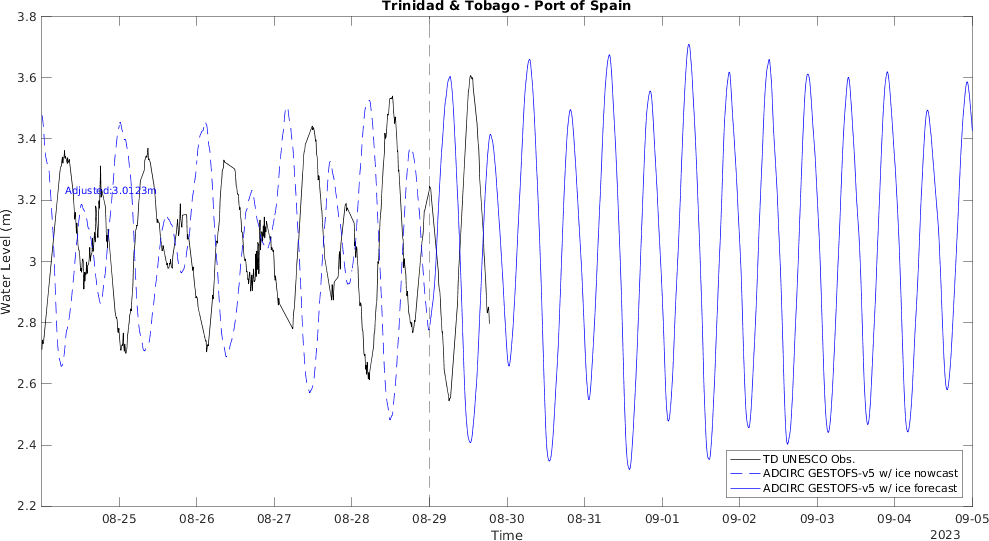 Trinidad & Tobago - Port of Spain
3.8
3.6
3.4
3.2
3
2.8
2.6
2.4
2.2
Water Level (m)
Adjusted:3.0123m
TD UNESCO Obs.
ADCIRC GESTOFS-v5 w/ ice nowcast
ADCIRC GESTOFS-v5 w/ ice forecast
08-25 08-26 08-27 08-28 08-29 08-30 08-31 09-01 09-02 09-03 09-04 09-05
Time
2023